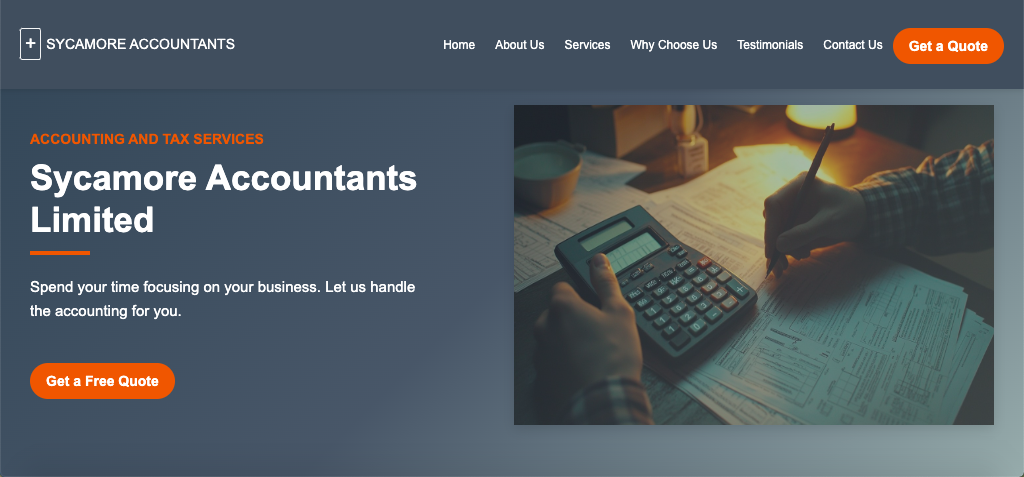 + SYCAMORE ACCOUNTANTS
Home About Us Services Why Choose Us Testimonials Contact Us Get a Quote
ACCOUNTING AND TAX SERVICES
Sycamore Accountants
Limited
Spend your time focusing on your business. Let us handle
the accounting for you.
Get a Free Quote